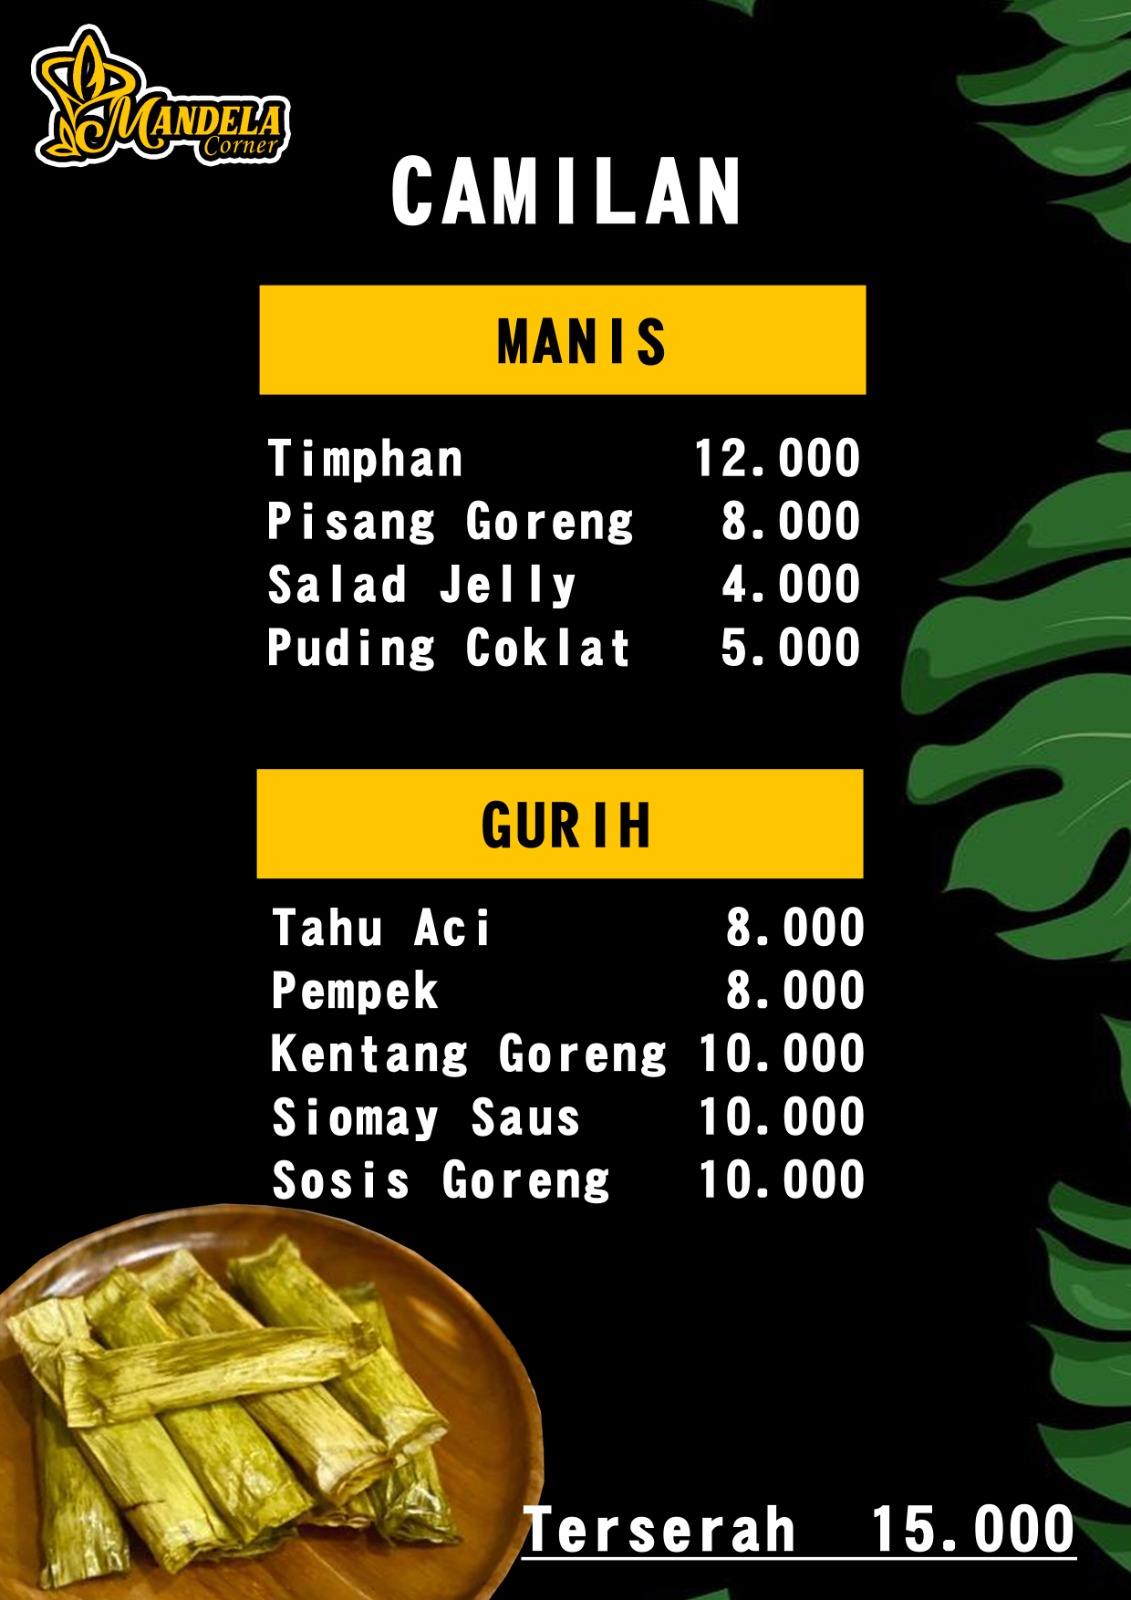 MANDELA
Corner
CAMILAN
MANIS
Timphan 12.000
Pisang Goreng 8.000
Salad Jelly 4.000
Puding Coklat 5.000
GURIH
Tahu Aci 8.000
Pempek 8.000
Kentang Goreng 10.000
Siomay Saus 10.000
Sosis Goreng 10.000
Terserah 15.000